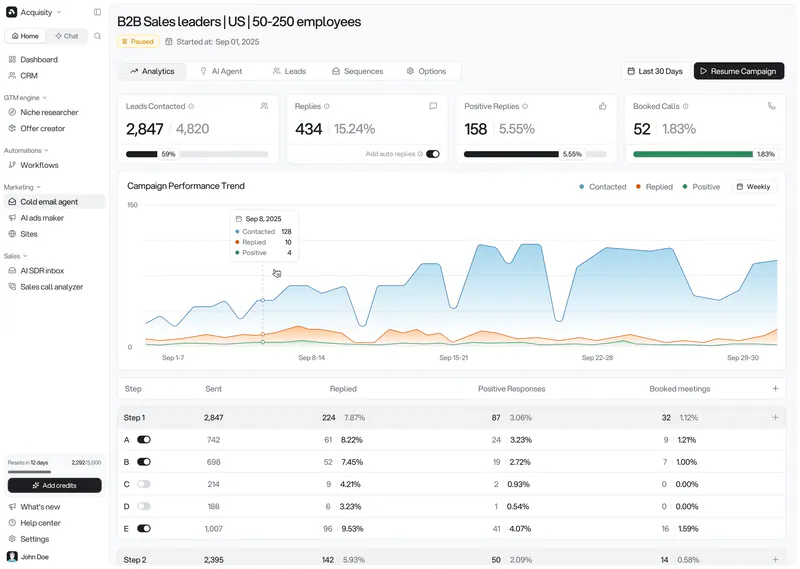 Acquisity
Home
Chat
Dashboard
CRM
GTM engine
Niche researcher
Offer creator
Automations
Workflows
Marketing
Cold email agent
AI ads maker
Sites
Sales
AI SDR inbox
Sales call analyzer
Resets in 12 days 2,292/5,000
Add credits
What's new
Help center
Settings
John Doe
B2B Sales leaders | US | 50-250 employees
Paused Started at: Sep 01, 2025
Analytics AI Agent Leads Sequences Options
Last 30 Days Resume Campaign
Leads Contacted
2,847 4,820
59%
Replies
434 15.24%
Add auto replies
Positive Replies
158 5.55%
5.55%
Booked Calls
52 1.83%
1.83%
Campaign Performance Trend
Contacted Replied Positive Weekly
150
Sep 8, 2025
Contacted 128
Replied 10
Positive 4
0
Sep 1-7 Sep 8-14 Sep 15-21 Sep 22-28 Sep 29-30
Step Sent Replied Positive Responses Booked meetings
Step 1 2,847 224 7.87% 87 3.06% 32 1.12%
A 742 61 8.22% 24 3.23% 9 1.21%
B 698 52 7.45% 19 2.72% 7 1.00%
C 214 9 4.21% 2 0.93% 0 0.00%
D 186 6 3.23% 1 0.54% 0 0.00%
E 1,007 96 9.53% 41 4.07% 16 1.59%
Step 2 2,395 142 5.93% 50 2.09% 14 0.58%